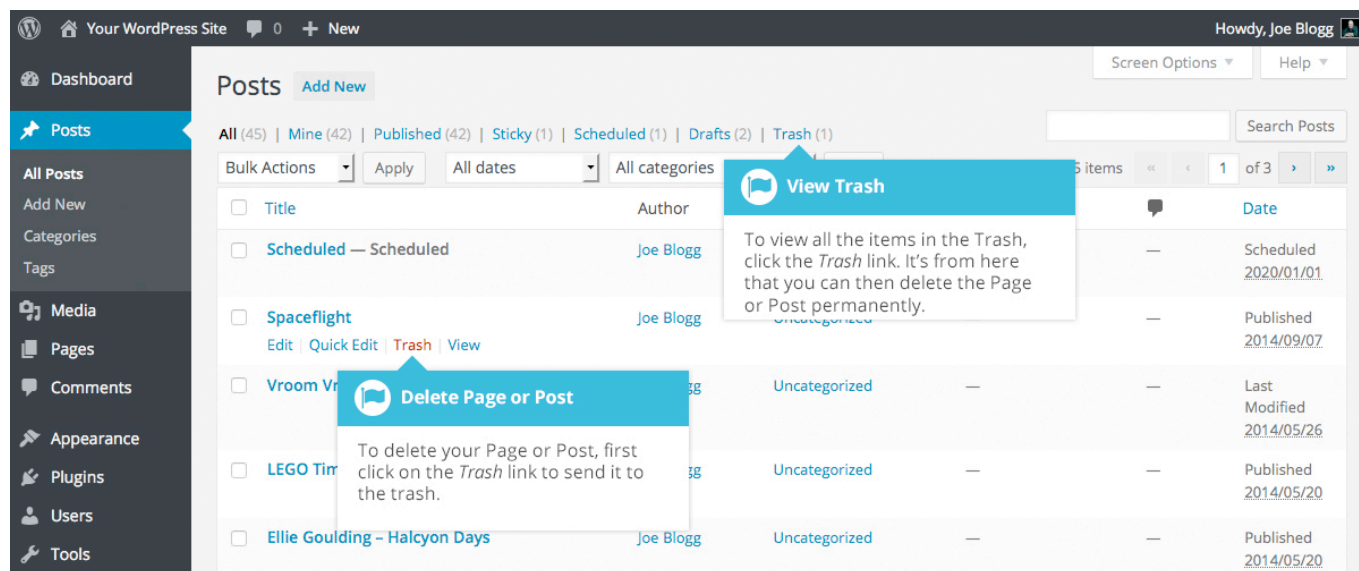 Your WordPress Site 0 + New Howdy, Joe Blogg
Dashboard
Posts
All Posts
Add New
Categories
Tags
Media
Pages
Comments
Appearance
Plugins
Users
Tools
Screen Options Help
Posts Add New
All (45) | Mine (42) | Published (42) | Sticky (1) | Scheduled (1) | Drafts (2) | Trash (1)
Search Posts
Bulk Actions Apply All dates All categories items « ‹ 1 of 3 › »
Title Author Date
Scheduled — Scheduled Joe Blogg — Scheduled
2020/01/01
View Trash
To view all the items in the Trash,
click the Trash link. It's from here
that you can then delete the Page
or Post permanently.
Spaceflight Joe Blogg Uncategorized — Published
2014/09/07
Edit | Quick Edit | Trash | View
Delete Page or Post
To delete your Page or Post, first
click on the Trash link to send it to
the trash.
Vroom Uncategorized — — Last
Modified
2014/05/26
LEGO Uncategorized — — Published
2014/05/20
Ellie Goulding – Halcyon Days Joe Blogg Uncategorized — — Published
2014/05/20